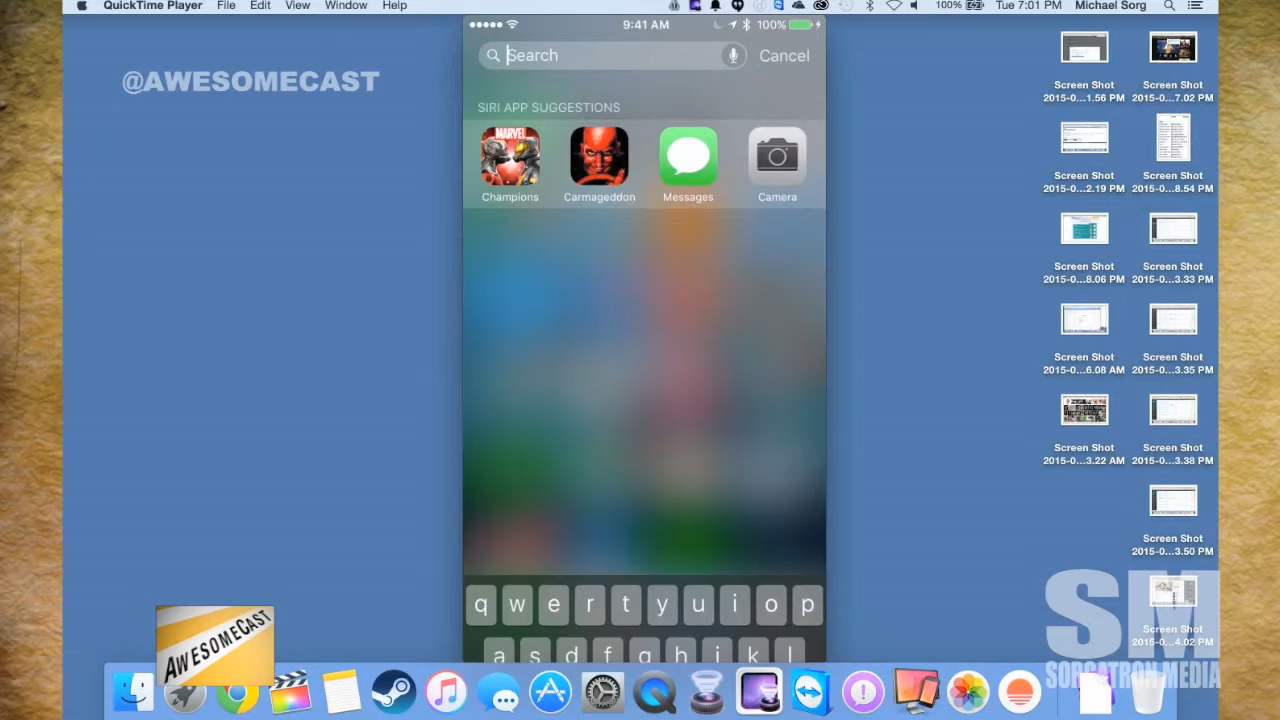 QuickTime Player File Edit View Window Help 100% Tue 7:01 PM Michael Sorg
@AWESOMECAST
9:41 AM 100%
Search Cancel
SIRI APP SUGGESTIONS
MARVEL
Champions Carmageddon Messages Camera
q w e r t y u i o p
a s d f g h j k l
Screen Shot
2015-0...1.56 PM
Screen Shot
2015-0...7.02 PM
Screen Shot
2015-0...2.19 PM
Screen Shot
2015-0...8.54 PM
Screen Shot
2015-0...8.06 PM
Screen Shot
2015-0...3.33 PM
Screen Shot
2015-0...6.08 AM
Screen Shot
2015-0...3.35 PM
Screen Shot
2015-0...3.22 AM
Screen Shot
2015-0...3.38 PM
Screen Shot
2015-0...3.50 PM
Screen Shot
2015-0...4.02 PM
AWESOMECAST
SM
SORGATRON MEDIA